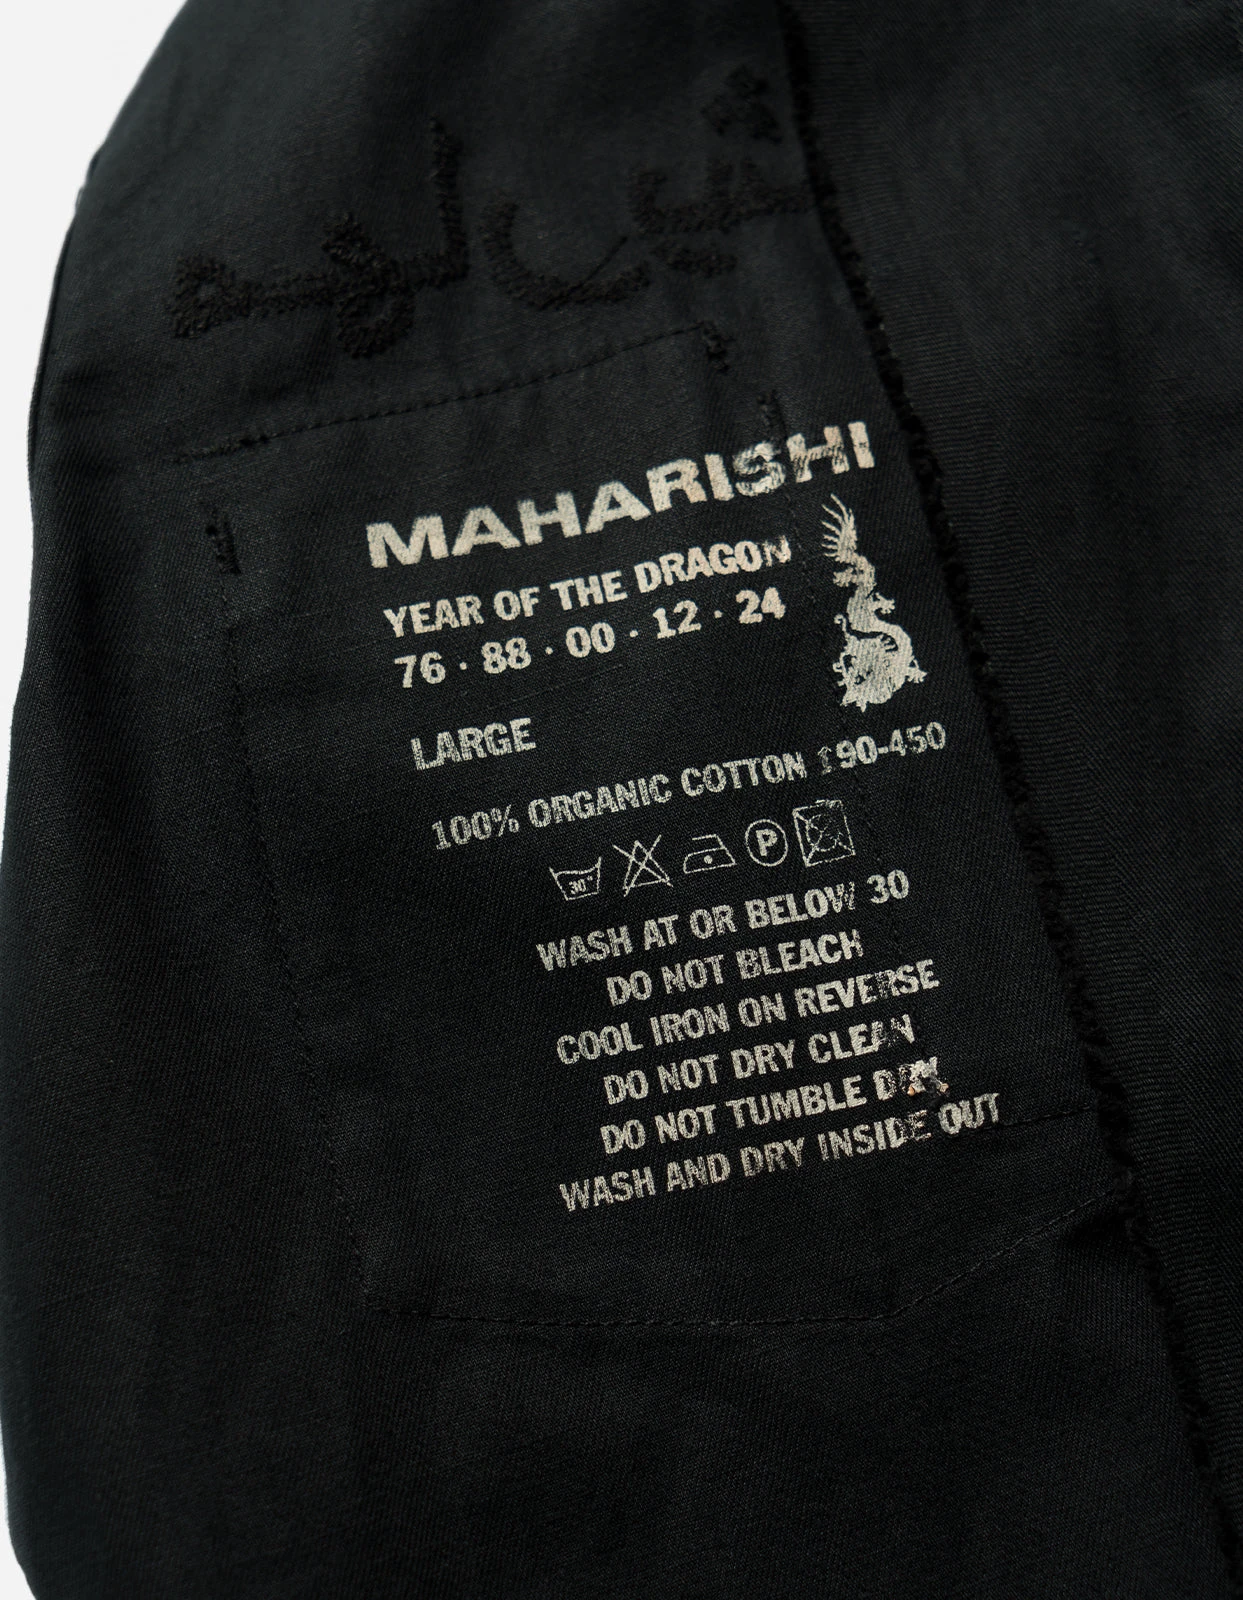 MAHARISHI
YEAR OF THE DRAGON
76 · 88 · 00 · 12 · 24
LARGE
100% ORGANIC COTTON 190-450
30°
P
WASH AT OR BELOW 30
DO NOT BLEACH
COOL IRON ON REVERSE
DO NOT DRY CLEAN
DO NOT TUMBLE DRY
WASH AND DRY INSIDE OUT